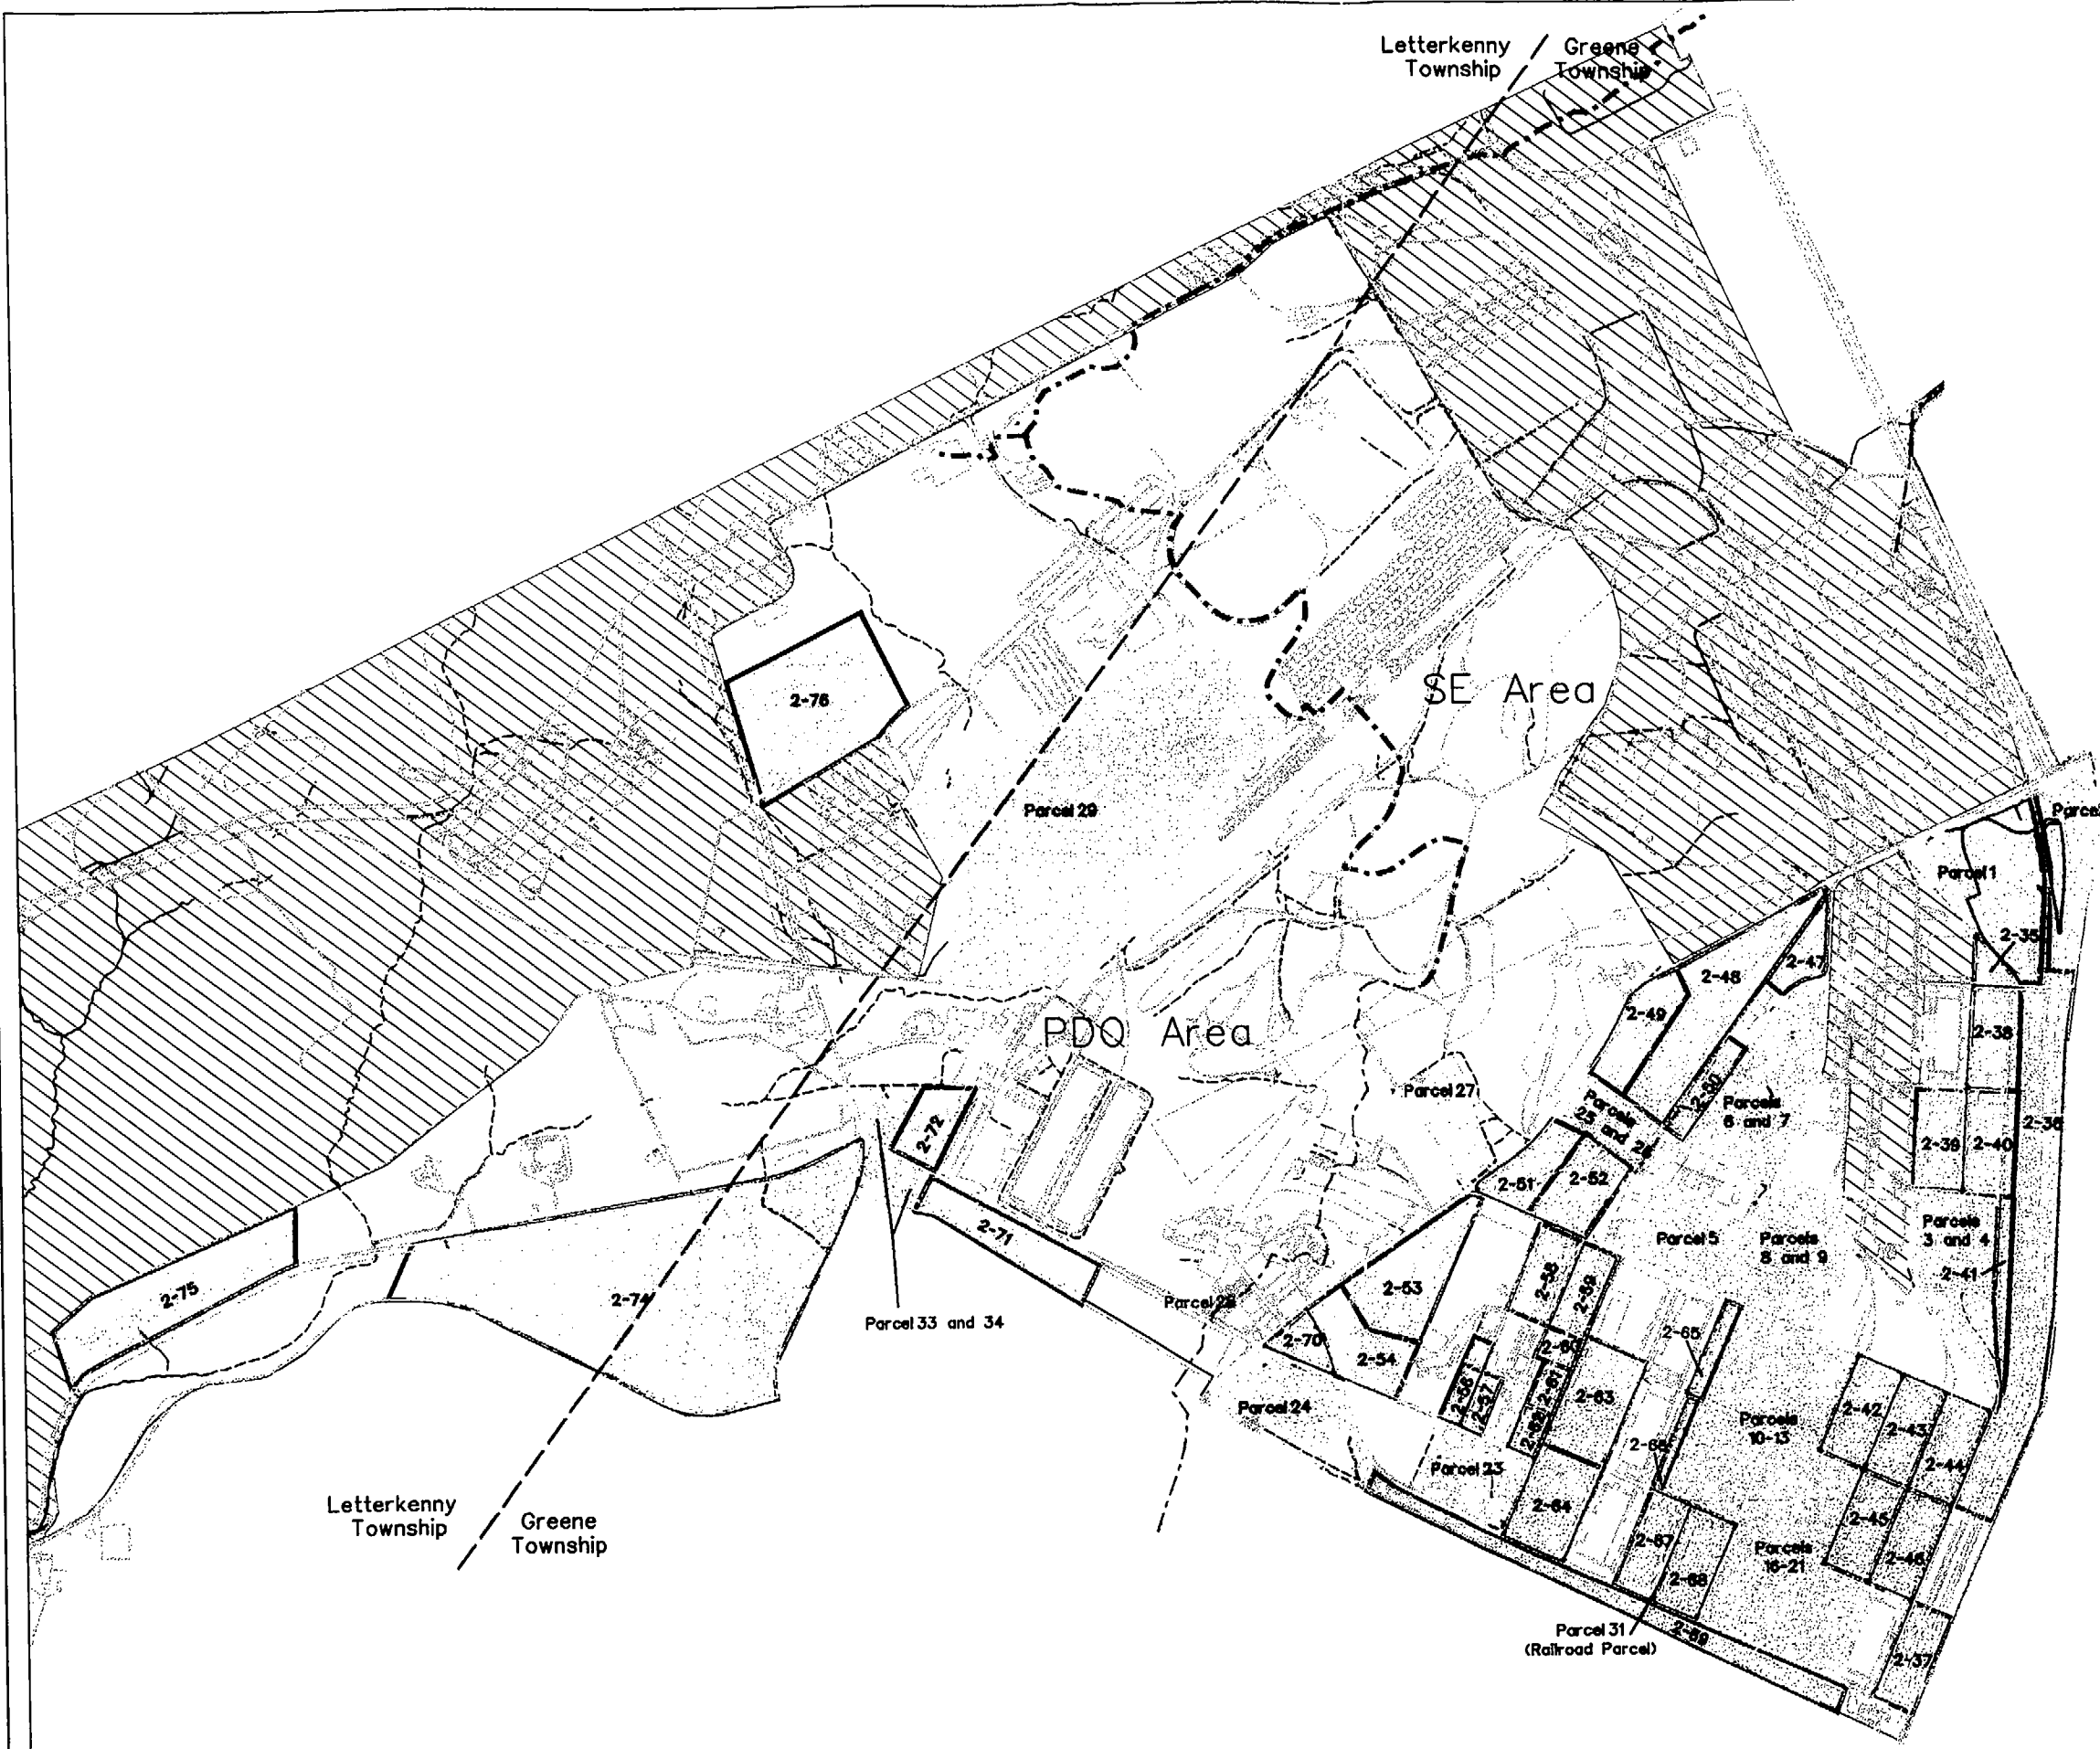 Letterkenny
Township
Greene
Township
2-76
SE Area
Parcel 29
Parcel 1
2-35
2-48
2-47
2-49
2-38
PDQ Area
Parcel 27
2-50
Parcels
25 and 26
Parcels
6 and 7
2-36
2-39
2-40
2-72
2-51
2-52
2-71
Parcel 5
Parcels
8 and 9
Parcels
3 and 4
2-41
2-75
2-74
2-53
2-58
2-59
Parcel 28
Parcel 33 and 34
2-70
2-54
2-60
2-65
2-56
2-57
2-61
2-62
2-63
Parcel 24
Parcels
10-13
2-42
2-43
2-44
Parcel 23
2-64
2-45
2-46
Letterkenny
Township
Greene
Township
2-67
2-68
Parcels
16-21
Parcel 31
(Railroad Parcel)
2-69
2-37